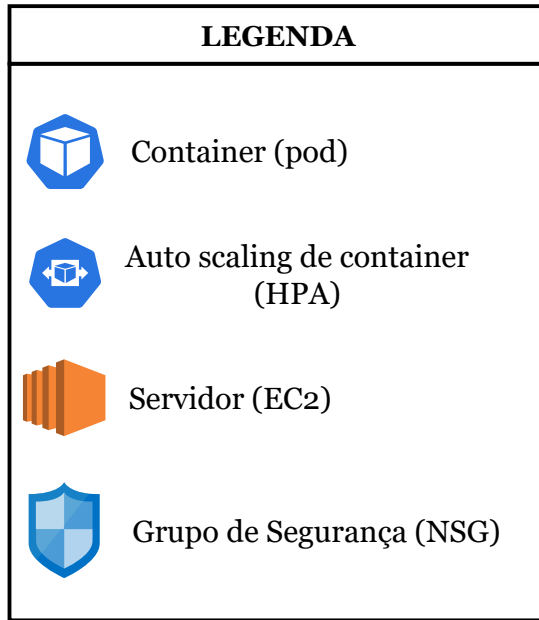 LEGENDA
Container (pod)
Auto scaling de container
(HPA)
Servidor (EC2)
Grupo de Segurança (NSG)